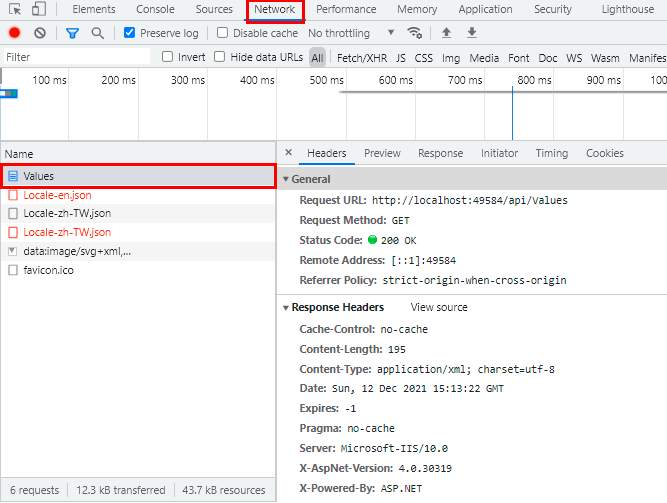 Elements Console Sources Network Performance Memory Application Security Lighthouse
Preserve log Disable cache No throttling
Filter Invert Hide data URLs All Fetch/XHR JS CSS Img Media Font Doc WS Wasm Manifes
100 ms 200 ms 300 ms 400 ms 500 ms 600 ms 700 ms 800 ms 900 ms 100
Name
Values
Locale-en.json
Locale-zh-TW.json
Locale-zh-TW.json
data:image/svg+xml,...
favicon.ico
6 requests 12.3 kB transferred 43.7 kB resources
× Headers Preview Response Initiator Timing Cookies
General
Request URL: http://localhost:49584/api/Values
Request Method: GET
Status Code: 200 OK
Remote Address: [::1]:49584
Referrer Policy: strict-origin-when-cross-origin
Response Headers View source
Cache-Control: no-cache
Content-Length: 195
Content-Type: application/xml; charset=utf-8
Date: Sun, 12 Dec 2021 15:13:22 GMT
Expires: -1
Pragma: no-cache
Server: Microsoft-IIS/10.0
X-AspNet-Version: 4.0.30319
X-Powered-By: ASP.NET